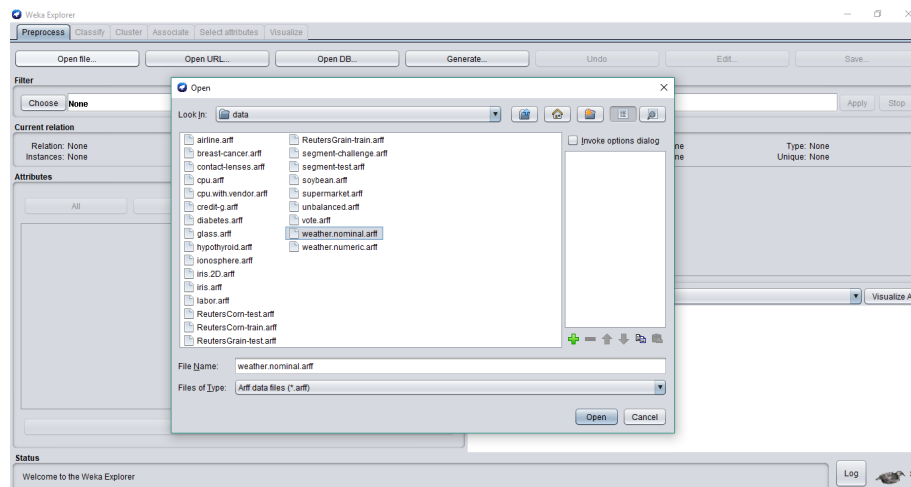 Weka Explorer
Preprocess Classify Cluster Associate Select attributes Visualize
Open file... Open URL... Open DB... Generate... Undo Edit... Save...
Filter
Choose None Apply Stop
Current relation
Relation: None
Instances: None
Type: None
Unique: None
Attributes
All
Visualize A
Open
Look In: data
airline.arff
breast-cancer.arff
contact-lenses.arff
cpu.arff
cpu.with.vendor.arff
credit-g.arff
diabetes.arff
glass.arff
hypothyroid.arff
ionosphere.arff
iris.2D.arff
iris.arff
labor.arff
ReutersCorn-test.arff
ReutersCorn-train.arff
ReutersGrain-test.arff
ReutersGrain-train.arff
segment-challenge.arff
segment-test.arff
soybean.arff
supermarket.arff
unbalanced.arff
vote.arff
weather.nominal.arff
weather.numeric.arff
Invoke options dialog
File Name: weather.nominal.arff
Files of Type: Arff data files (*.arff)
Open Cancel
Status
Welcome to the Weka Explorer
Log